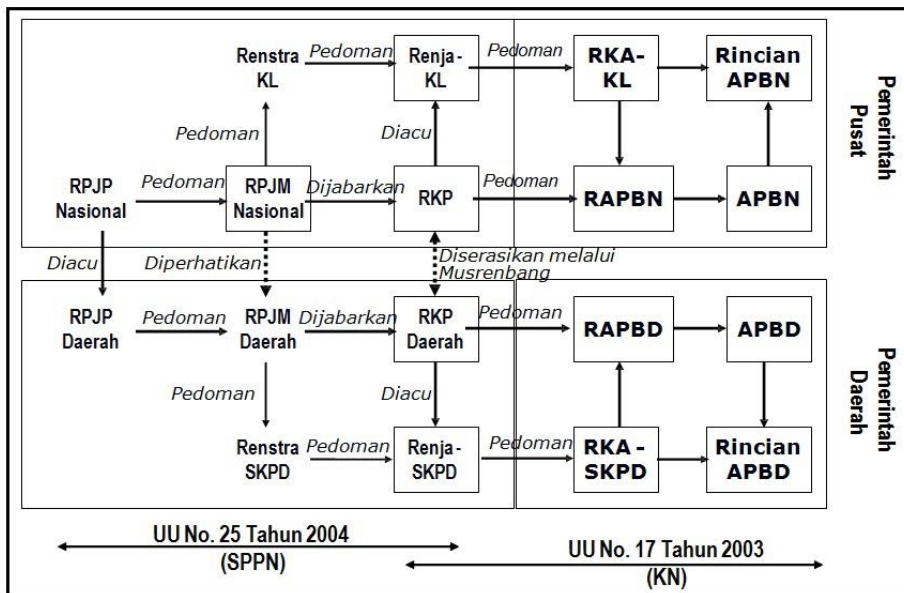 Renstra
KL
Pedoman
Renja -
KL
Pedoman
RKA-
KL
Rincian
APBN
Pemerintah
Pusat
Pedoman
Diacu
RPJP
Nasional
Pedoman
RPJM
Nasional
Dijabarkan
RKP
Pedoman
RAPBN
APBN
Diacu
Diperhatikan
Diserasikan melalui
Musrenbang
RPJP
Daerah
Pedoman
RPJM
Daerah
Dijabarkan
RKP
Daerah
Pedoman
RAPBD
APBD
Pemerintah
Daerah
Pedoman
Diacu
Renstra
SKPD
Pedoman
Renja -
SKPD
Pedoman
RKA -
SKPD
Rincian
APBD
UU No. 25 Tahun 2004
(SPPN)
UU No. 17 Tahun 2003
(KN)